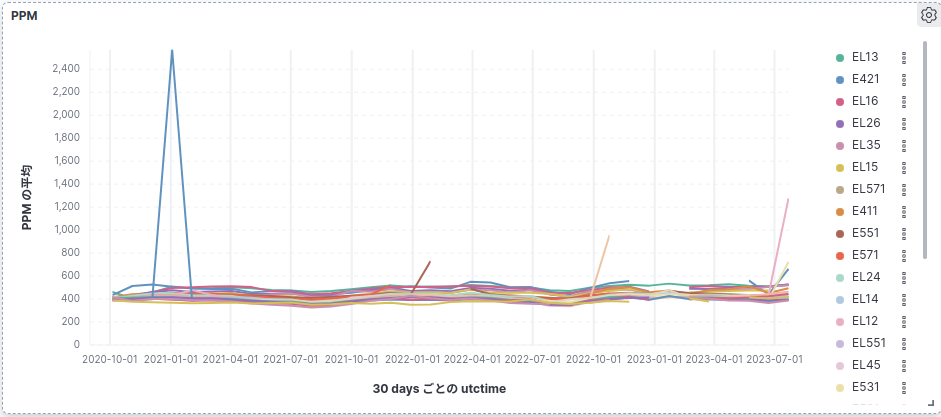 PPM
PPM の平均
2,400
2,200
2,000
1,800
1,600
1,400
1,200
1,000
800
600
400
200
0
2020-10-01 2021-01-01 2021-04-01 2021-07-01 2021-10-01 2022-01-01 2022-04-01 2022-07-01 2022-10-01 2023-01-01 2023-04-01 2023-07-01
30 days ごとの utctime
EL13
E421
EL16
EL26
EL35
EL15
EL571
E411
E551
E571
EL24
EL14
EL12
EL551
EL45
E531